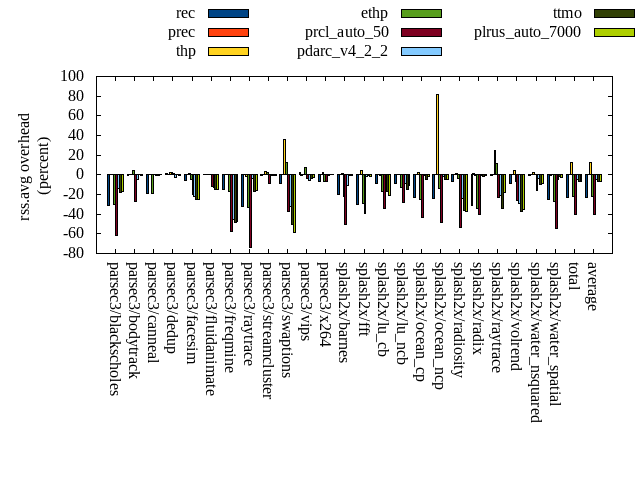 rec
prec
thp
ethp
prcl_auto_50
pdarc_v4_2_2
ttmo
plrus_auto_7000
rss.avg overhead
(percent)
100
80
60
40
20
0
-20
-40
-60
-80
parsec3/blackscholes
parsec3/bodytrack
parsec3/canneal
parsec3/dedup
parsec3/facesim
parsec3/fluidanimate
parsec3/freqmine
parsec3/raytrace
parsec3/streamcluster
parsec3/swaptions
parsec3/vips
parsec3/x264
splash2x/barnes
splash2x/fft
splash2x/lu_cb
splash2x/lu_ncb
splash2x/ocean_cp
splash2x/ocean_ncp
splash2x/radiosity
splash2x/radix
splash2x/raytrace
splash2x/volrend
splash2x/water_nsquared
splash2x/water_spatial
total
average